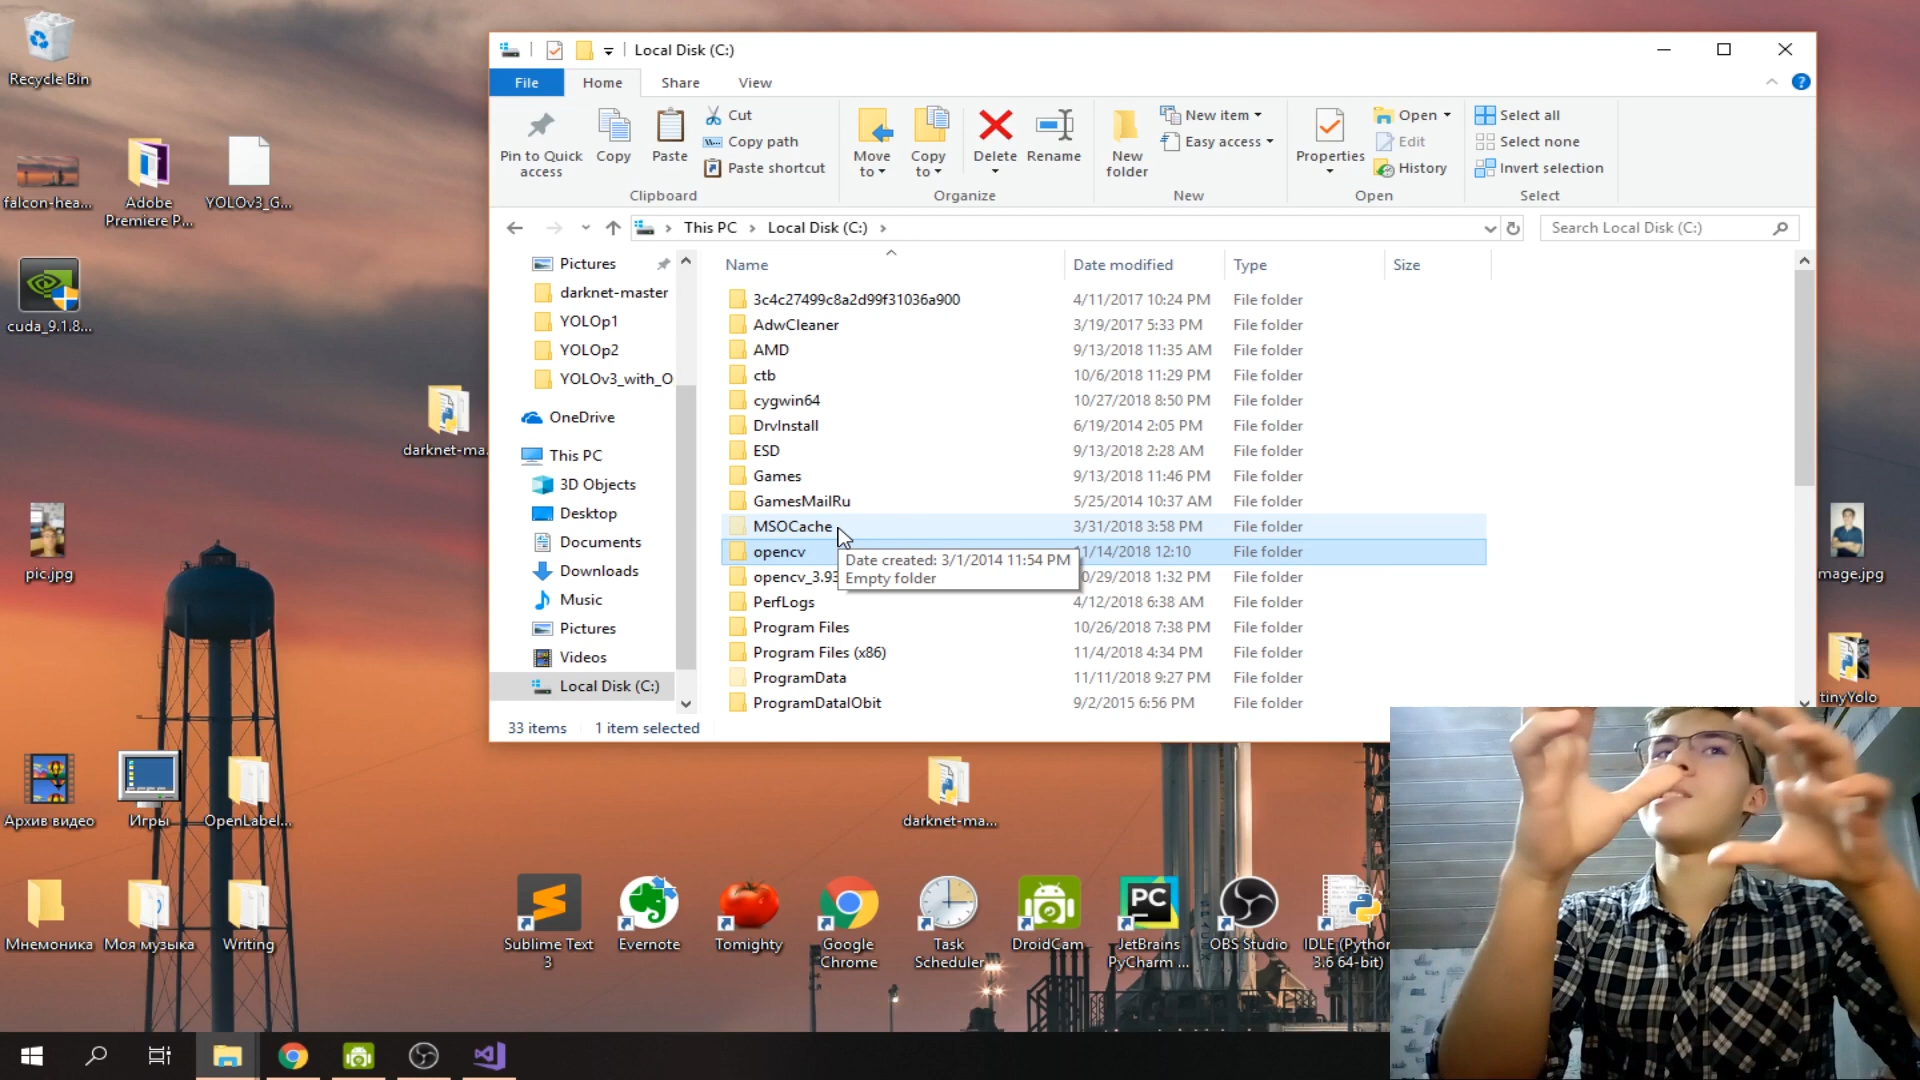 Recycle Bin
falcon-hea...
Adobe
Premiere P...
YOLOv3_G...
cuda_9.1.8...
darknet-ma...
pic.jpg
Архив видео
Игры
OpenLabel...
Мнемоника
Моя музыка
Writing
Local Disk (C:)
File
Home
Share
View
Pin to Quick
access
Copy
Paste
Cut
Copy path
Paste shortcut
Clipboard
Move
to
Copy
to
Delete
Rename
Organize
New
folder
New item
Easy access
New
Properties
Open
Edit
History
Open
Select all
Select none
Invert selection
Select
This PC
Local Disk (C:)
Search Local Disk (C:)
Pictures
darknet-master
YOLOp1
YOLOp2
YOLOv3_with_O
OneDrive
This PC
3D Objects
Desktop
Documents
Downloads
Music
Pictures
Videos
Local Disk (C:)
Name Date modified Type Size
3c4c27499c8a2d99f31036a900 4/11/2017 10:24 PM File folder
AdwCleaner 3/19/2017 5:33 PM File folder
AMD 9/13/2018 11:35 AM File folder
ctb 10/6/2018 11:29 PM File folder
cygwin64 10/27/2018 8:50 PM File folder
DrvInstall 6/19/2014 2:05 PM File folder
ESD 9/13/2018 2:28 AM File folder
Games 9/13/2018 11:46 PM File folder
GamesMailRu 5/25/2014 10:37 AM File folder
MSOCache 3/31/2018 3:58 PM File folder
opencv 1/14/2018 12:10 File folder
opencv_3.93 0/29/2018 1:32 PM File folder
Date created: 3/1/2014 11:54 PM
Empty folder
PerfLogs 4/12/2018 6:38 AM File folder
Program Files 10/26/2018 7:38 PM File folder
Program Files (x86) 11/4/2018 4:34 PM File folder
ProgramData 11/11/2018 9:27 PM File folder
ProgramDataIObit 9/2/2015 6:56 PM File folder
33 items 1 item selected
mage.jpg
tinyYolo
darknet-ma...
Sublime Text
3
Evernote
Tomighty
Google
Chrome
Task
Scheduler
DroidCam
JetBrains
PyCharm ...
OBS Studio
IDLE (Python
3.6 64-bit)
PC